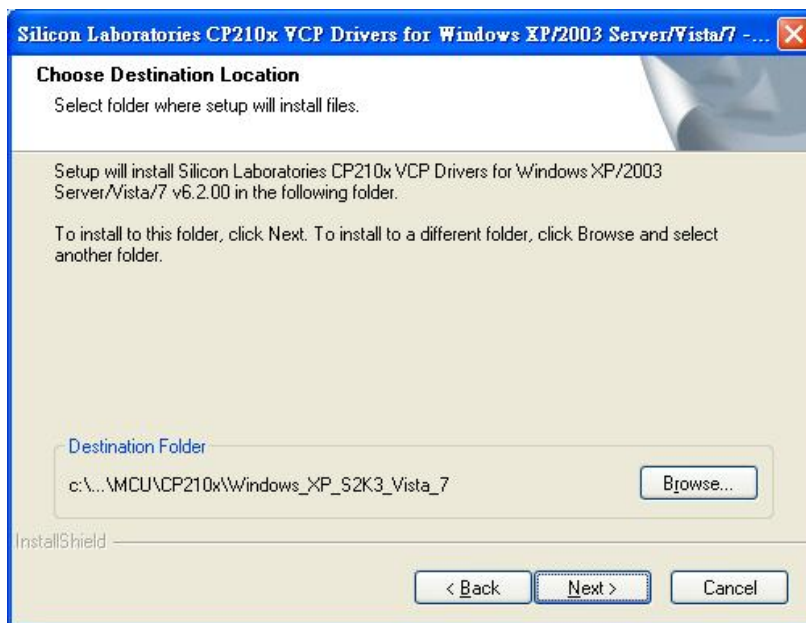 Silicon Laboratories CP210x VCP Drivers for Windows XP/2003 Server/Vista/7 -...
Choose Destination Location
Select folder where setup will install files.
Setup will install Silicon Laboratories CP210x VCP Drivers for Windows XP/2003
Server/Vista/7 v6.2.00 in the following folder.
To install to this folder, click Next. To install to a different folder, click Browse and select
another folder.
Destination Folder
c:\...\MCU\CP210x\Windows_XP_S2K3_Vista_7
Browse...
InstallShield
< Back
Next >
Cancel